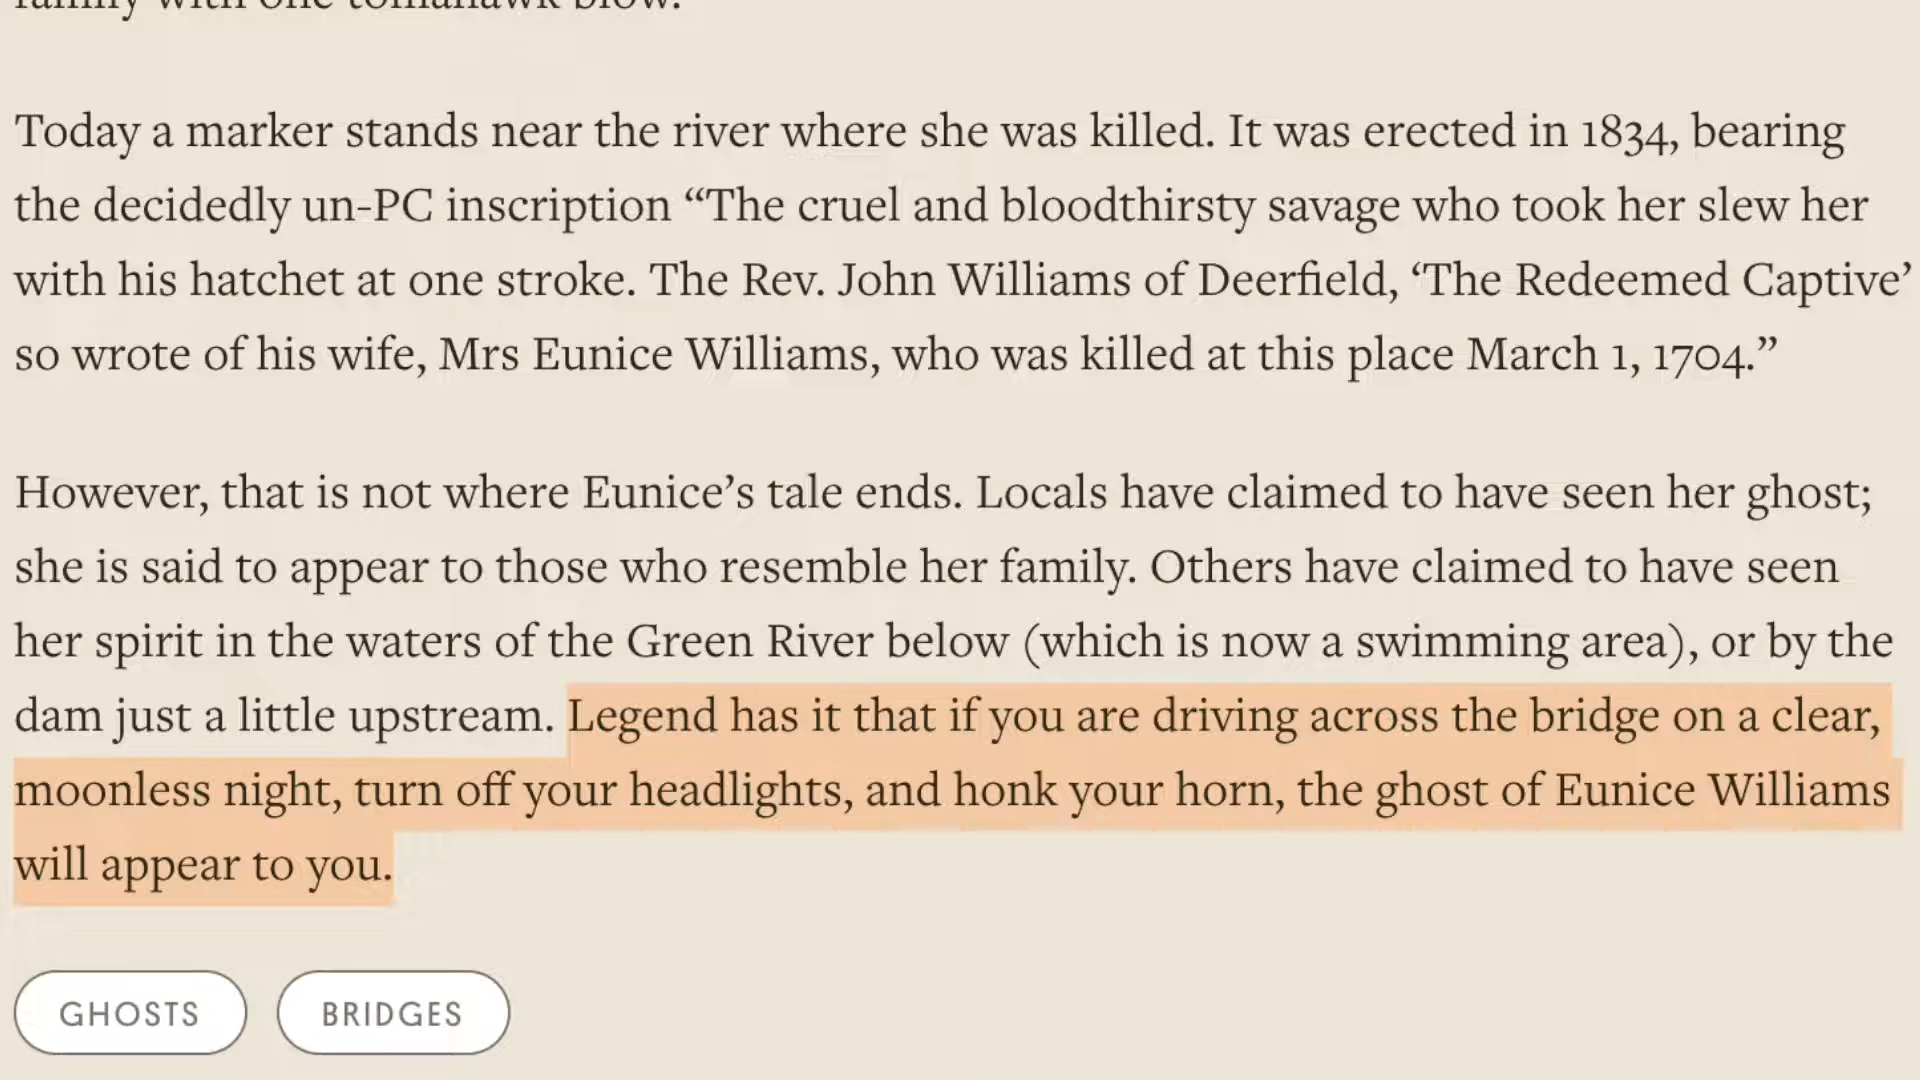 family with one tomahawk blow.
Today a marker stands near the river where she was killed. It was erected in 1834, bearing
the decidedly un-PC inscription “The cruel and bloodthirsty savage who took her slew her
with his hatchet at one stroke. The Rev. John Williams of Deerfield, ‘The Redeemed Captive’
so wrote of his wife, Mrs Eunice Williams, who was killed at this place March 1, 1704.”
However, that is not where Eunice’s tale ends. Locals have claimed to have seen her ghost;
she is said to appear to those who resemble her family. Others have claimed to have seen
her spirit in the waters of the Green River below (which is now a swimming area), or by the
dam just a little upstream. Legend has it that if you are driving across the bridge on a clear,
moonless night, turn off your headlights, and honk your horn, the ghost of Eunice Williams
will appear to you.
GHOSTS BRIDGES